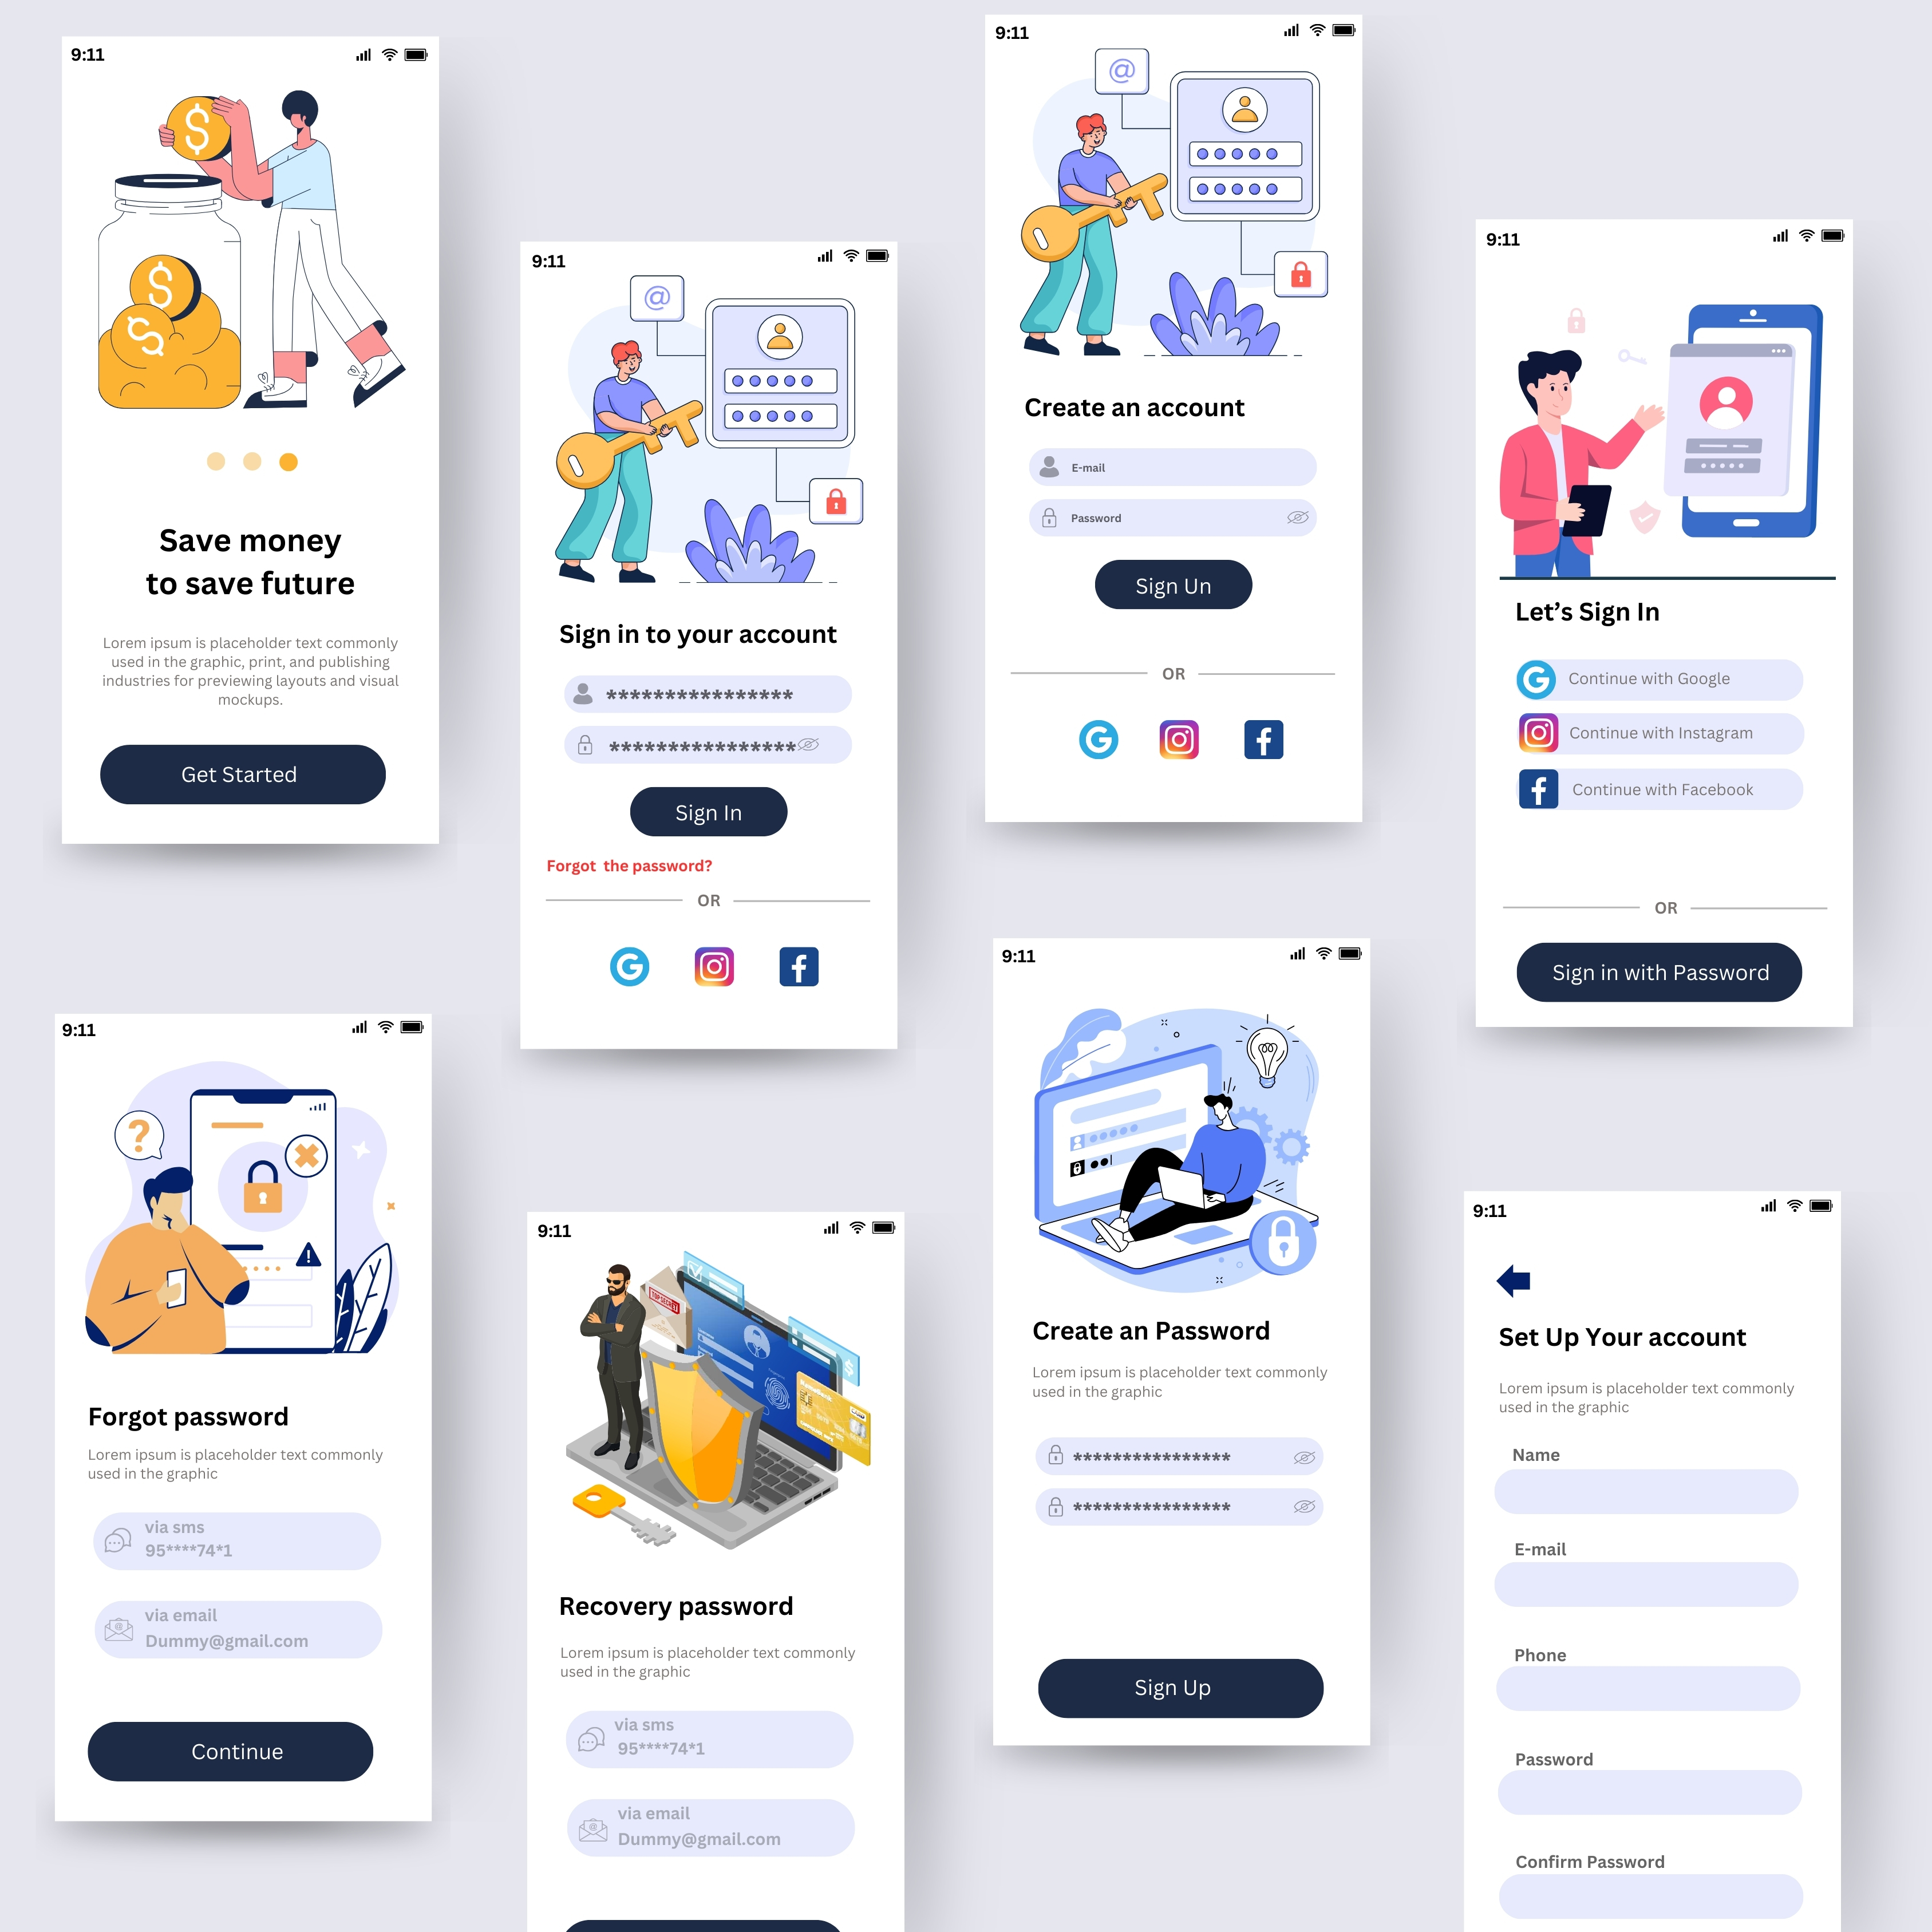 9:11
Save money
to save future
Lorem ipsum is placeholder text commonly
used in the graphic, print, and publishing
industries for previewing layouts and visual
mockups.
Get Started
9:11
@
Sign in to your account
****************
****************
Sign In
Forgot the password?
OR
9:11
@
Create an account
E-mail
Password
Sign Un
OR
9:11
Let’s Sign In
Continue with Google
Continue with Instagram
Continue with Facebook
OR
Sign in with Password
9:11
?
Forgot password
Lorem ipsum is placeholder text commonly
used in the graphic
via sms
95****74*1
via email
Dummy@gmail.com
Continue
9:11
TOP SECRET
Recovery password
Lorem ipsum is placeholder text commonly
used in the graphic
via sms
95****74*1
via email
Dummy@gmail.com
9:11
Create an Password
Lorem ipsum is placeholder text commonly
used in the graphic
****************
****************
Sign Up
9:11
Set Up Your account
Lorem ipsum is placeholder text commonly
used in the graphic
Name
E-mail
Phone
Password
Confirm Password